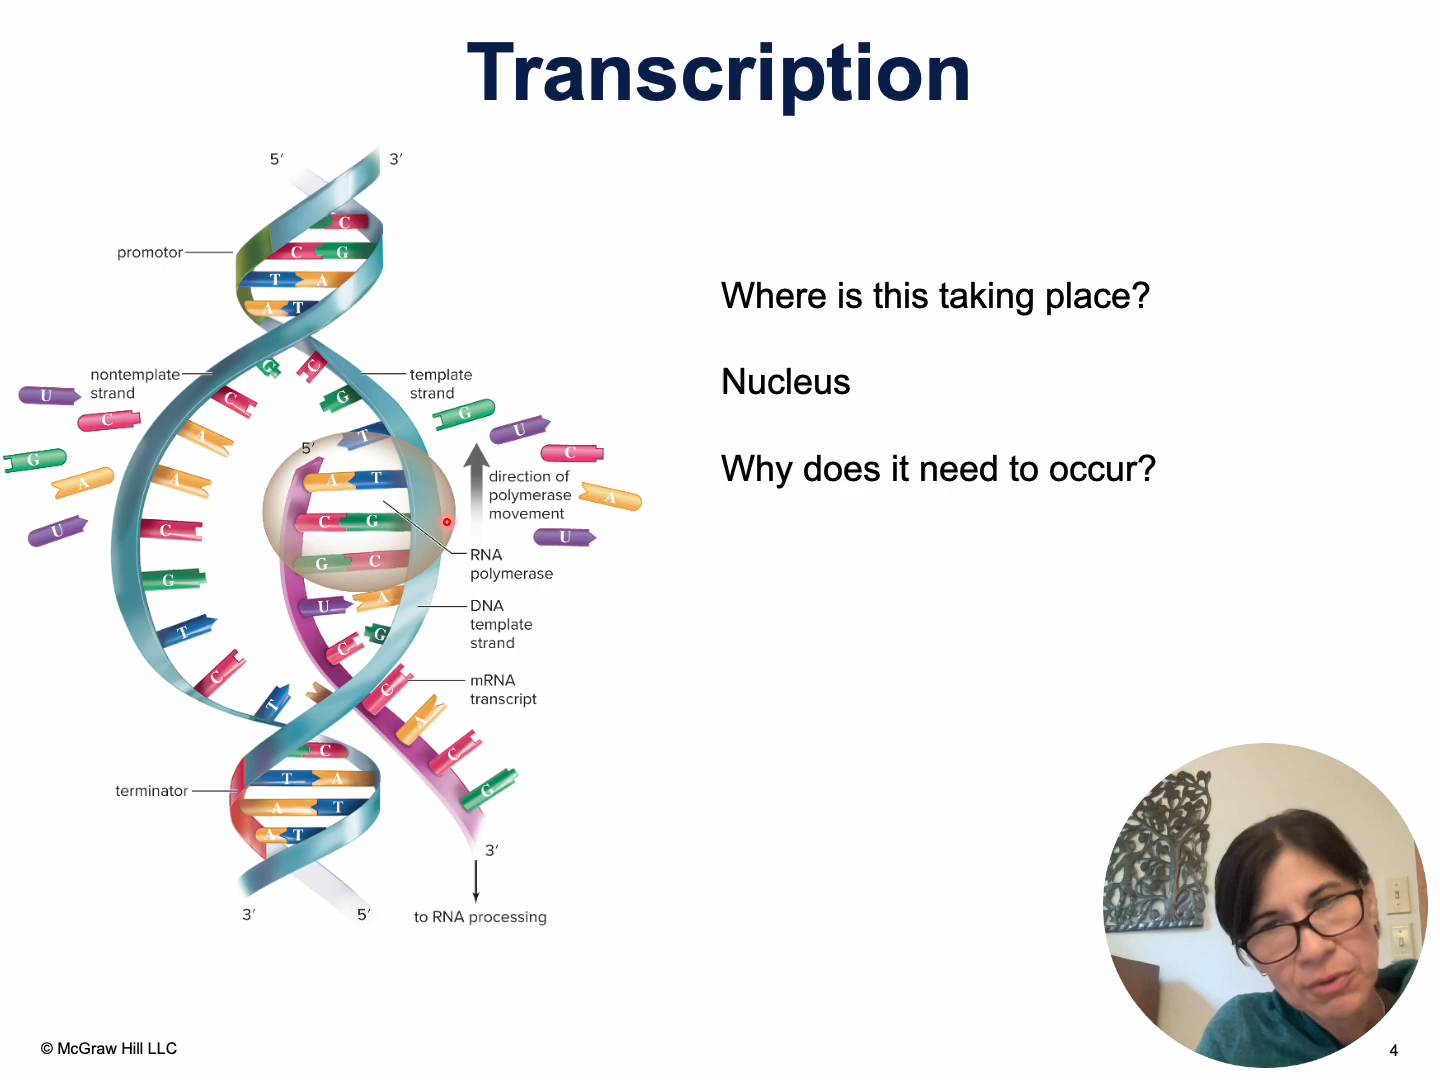 Transcription
5′ 3′
C
promotor
C G
T A
A T
G C
nontemplate
strand
template
strand
U
C
C
G
G
U
A
T
C
5′
G
A
A
A T
direction of
polymerase
movement
A
U
C
C G
U
RNA
polymerase
G C
G
U A
DNA
template
strand
T
C G
C
mRNA
transcript
C
T
A
C
C
T A
terminator
G
A T
A T
3′
3′ 5′
to RNA processing
Where is this taking place?
Nucleus
Why does it need to occur?
© McGraw Hill LLC
4